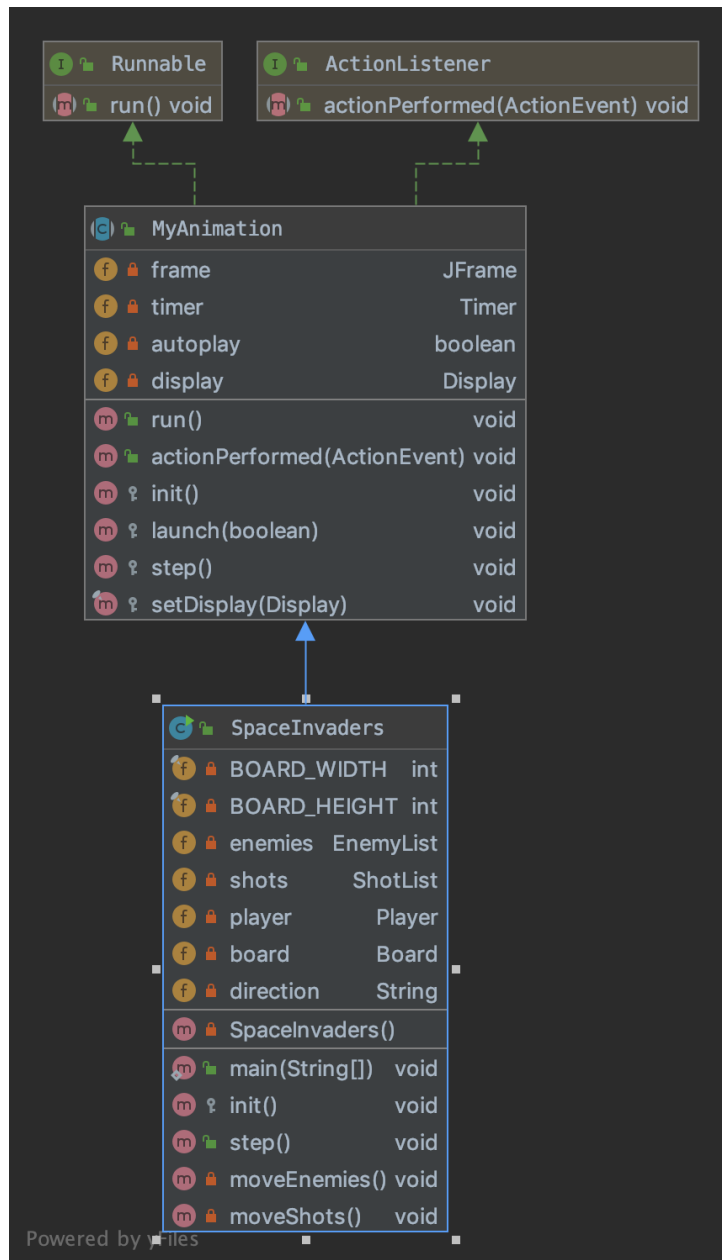 Runnable
run() void
ActionListener
actionPerformed(ActionEvent) void
MyAnimation
frame JFrame
timer Timer
autoplay boolean
display Display
run() void
actionPerformed(ActionEvent) void
init() void
launch(boolean) void
step() void
setDisplay(Display) void
SpaceInvaders
BOARD_WIDTH int
BOARD_HEIGHT int
enemies EnemyList
shots ShotList
player Player
board Board
direction String
SpaceInvaders()
main(String[]) void
init() void
step() void
moveEnemies() void
moveShots() void
Powered by yFiles